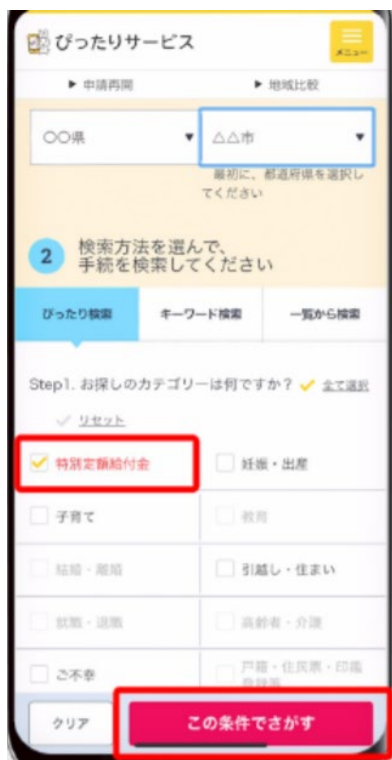 ぴったりサービス
メニュー
▶ 申請再開
▶ 地域比較
〇〇県 ▼
△△市 ▼
最初に、都道府県を選択し
てください
2
検索方法を選んで、
手続を検索してください
ぴったり検索
キーワード検索
一覧から検索
Step1. お探しのカテゴリーは何ですか？ ✓ 全て選択
✓ リセット
特別定額給付金
妊娠・出産
子育て
教育
結婚・離婚
引越し・住まい
就職・退職
高齢者・介護
ご不幸
戸籍・住民票・印鑑
登録等
クリア
この条件でさがす